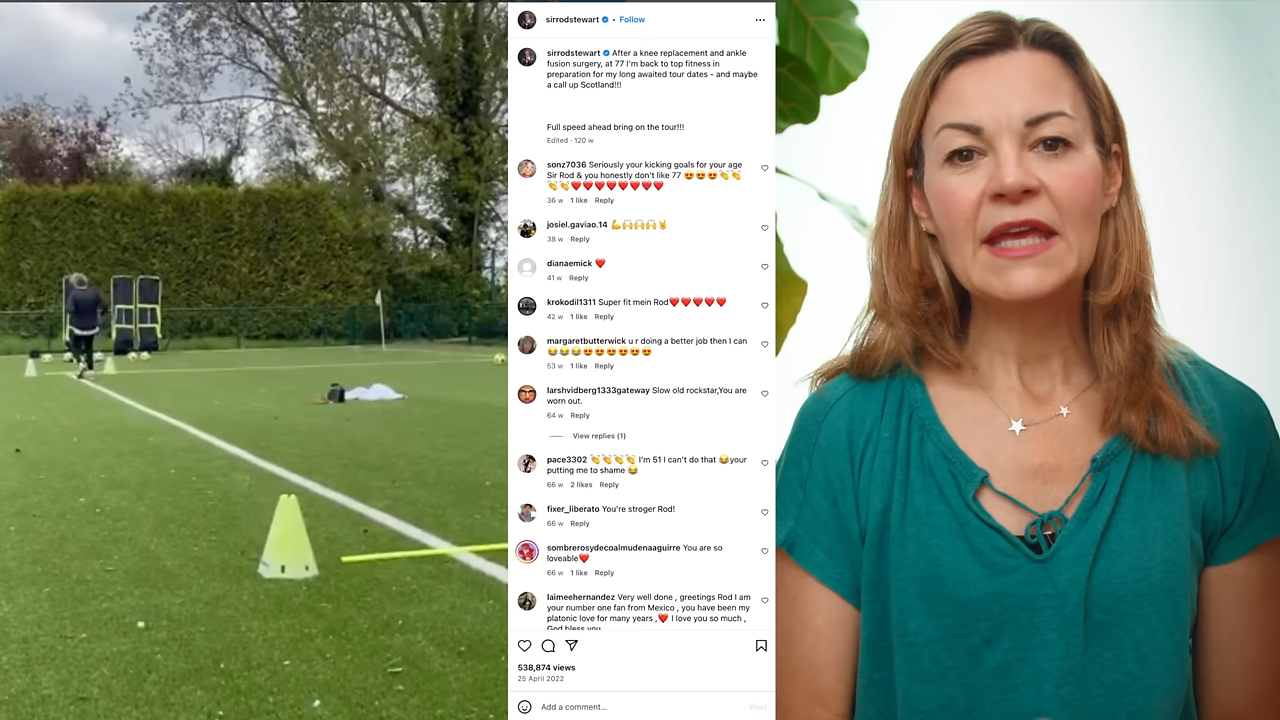 sirrodstewart • Follow
sirrodstewart After a knee replacement and ankle
fusion surgery, at 77 I'm back to top fitness in
preparation for my long awaited tour dates - and maybe
a call up Scotland!!!
Full speed ahead bring on the tour!!!
Edited · 120 w
sonz7036 Seriously your kicking goals for your age
Sir Rod & you honestly don't like 77 😍😍😍👏👏
👏👏❤️❤️❤️❤️❤️❤️❤️❤️
36 w 1 like Reply
josiel.gaviao.14 💪🙌🙌🙌🤘
38 w Reply
dianaemick ❤️
41 w Reply
krokodil1311 Super fit mein Rod❤️❤️❤️❤️❤️
42 w 1 like Reply
margaretbutterwick u r doing a better job then I can
😂😂😂😍😍😍😍😍😍
53 w 1 like Reply
larshvidberg1333gateway Slow old rockstar,You are
worn out.
64 w Reply
View replies (1)
pace3302 👏👏👏👏 I'm 51 I can't do that 😂your
putting me to shame 😂
66 w 2 likes Reply
fixer_liberato You're stroger Rod!
66 w Reply
sombrerosydecoalmudenaaguirre You are so
loveable❤️
66 w 1 like Reply
laimeehernandez Very well done , greetings Rod I am
your number one fan from Mexico , you have been my
platonic love for many years ,❤️ I love you so much ,
God bless you
538,874 views
25 April 2022
Add a comment...
Post